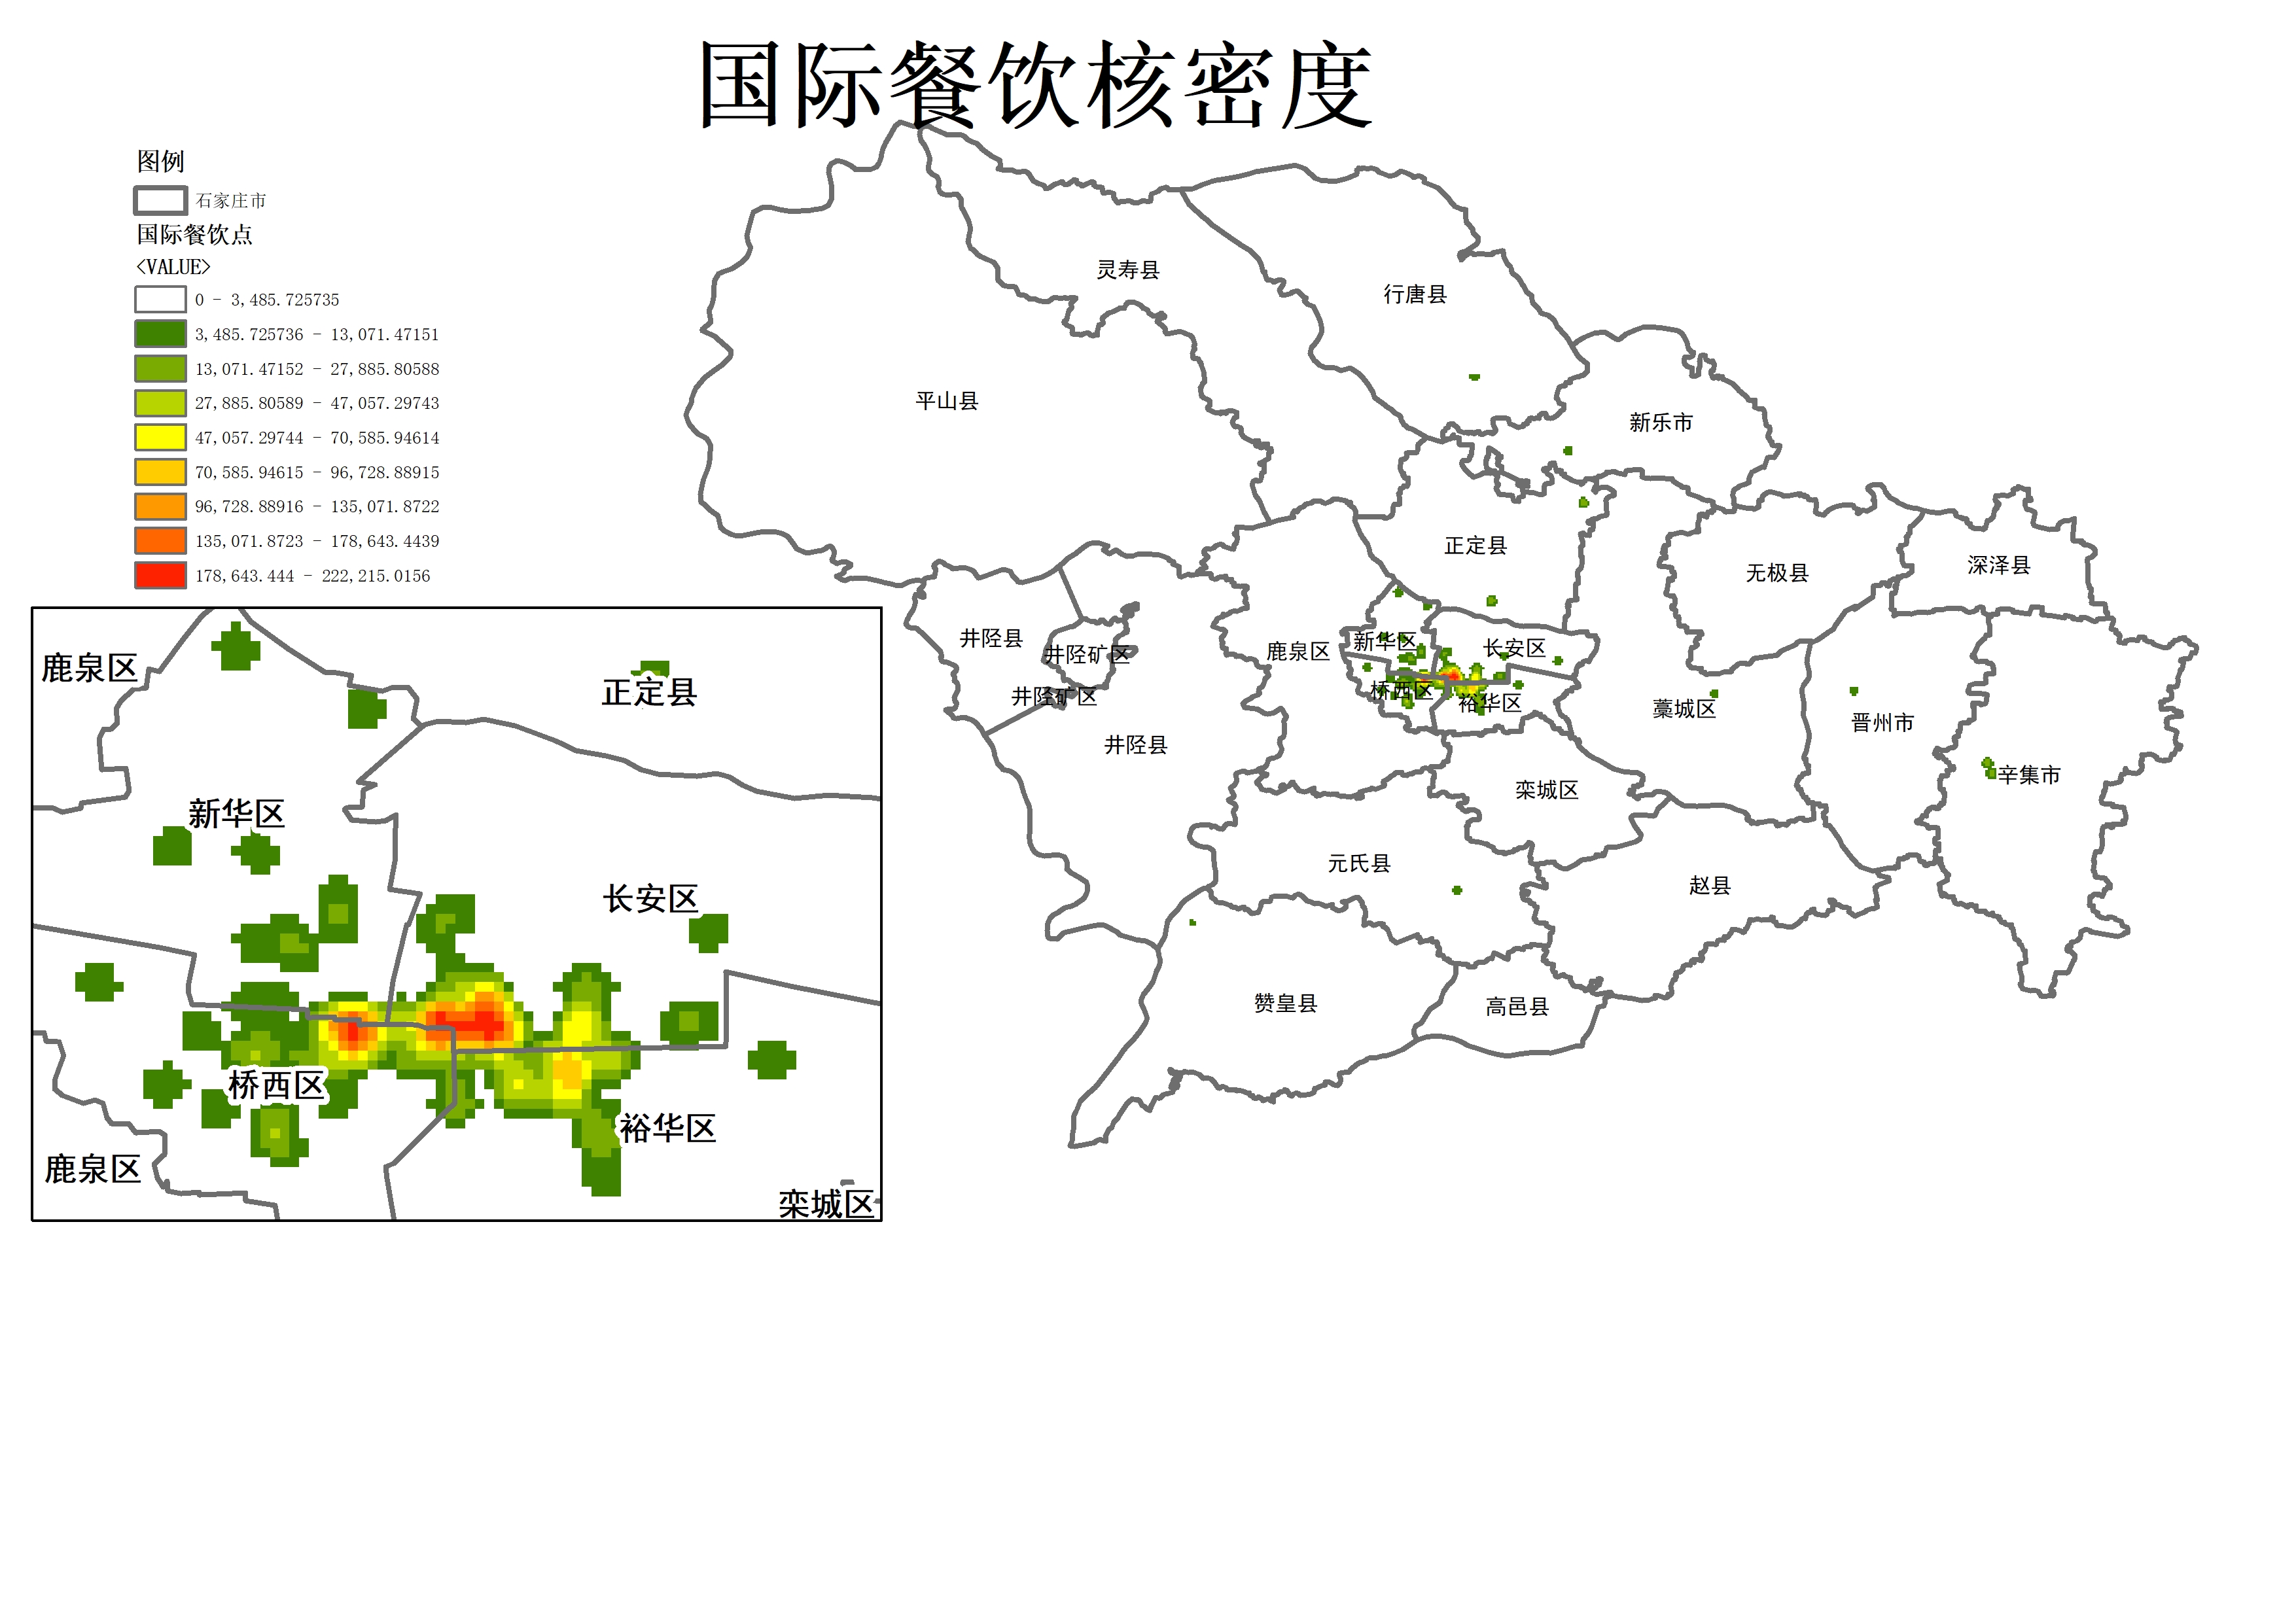 国际餐饮核密度
图例
石家庄市
国际餐饮点
<VALUE>
0 - 3,485.725735
3,485.725736 - 13,071.47151
13,071.47152 - 27,885.80588
27,885.80589 - 47,057.29743
47,057.29744 - 70,585.94614
70,585.94615 - 96,728.88915
96,728.88916 - 135,071.8722
135,071.8723 - 178,643.4439
178,643.444 - 222,215.0156
灵寿县
行唐县
平山县
新乐市
正定县
无极县
深泽县
井陉县
井陉矿区
鹿泉区
新华区
长安区
井陉矿区
桥西区
裕华区
藁城区
晋州市
井陉县
栾城区
辛集市
元氏县
赵县
赞皇县
高邑县
鹿泉区
正定县
新华区
长安区
桥西区
裕华区
鹿泉区
栾城区